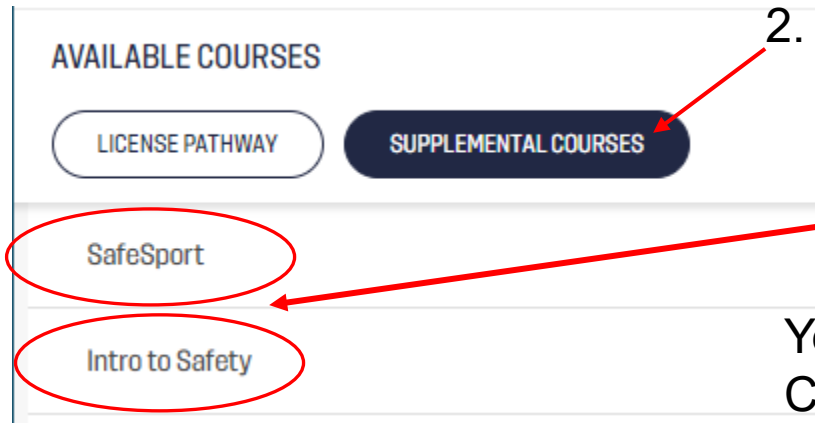 2.
AVAILABLE COURSES
LICENSE PATHWAY SUPPLEMENTAL COURSES
SafeSport
Intro to Safety